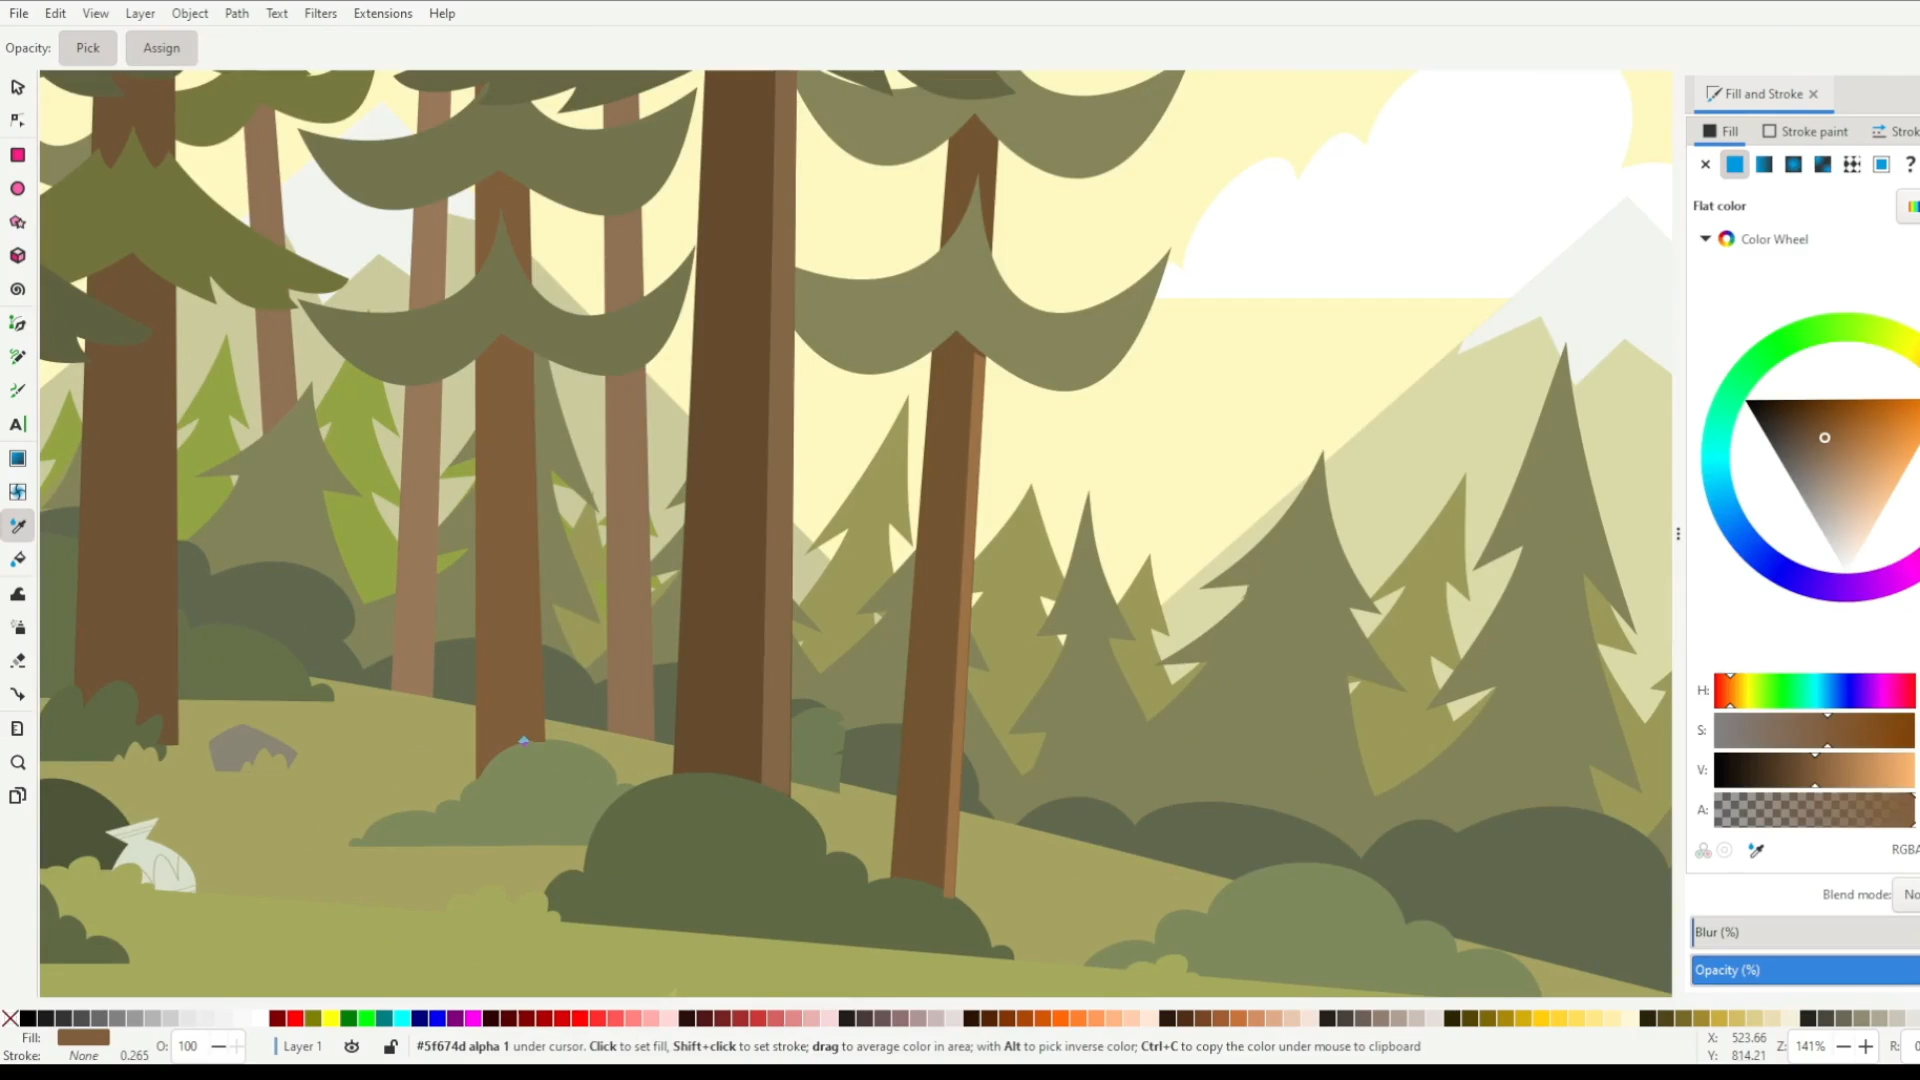 File Edit View Layer Object Path Text Filters Extensions Help
Opacity: Pick Assign
Fill and Stroke
Fill Stroke paint Strok
Flat color
Color Wheel
H:
S:
V:
A:
RGBA
Blend mode: No
Blur (%)
Opacity (%)
Fill:
Stroke: None 0.265
O: 100
Layer 1
#5f674d alpha 1 under cursor. Click to set fill, Shift+click to set stroke; drag to average color in area; with Alt to pick inverse color; Ctrl+C to copy the color under mouse to clipboard
X: 523.66
Y: 814.21
Z: 141%
R: 0